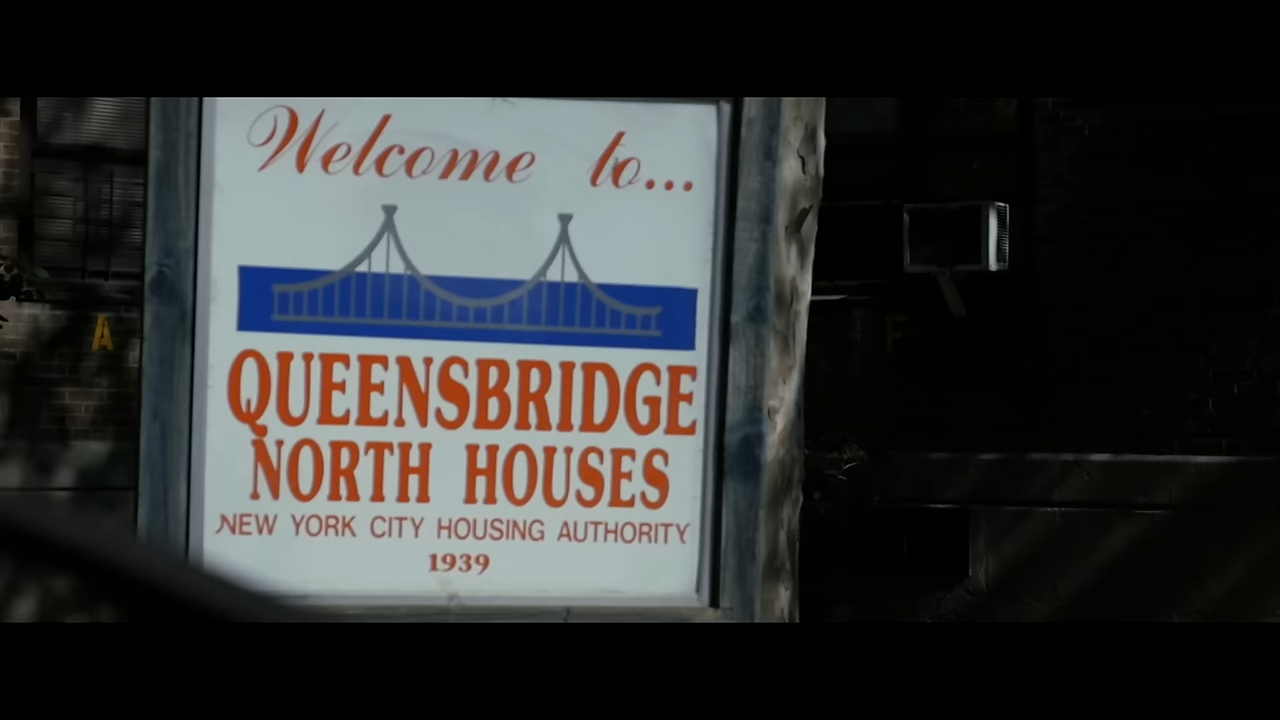 Welcome to...
QUEENSBRIDGE
NORTH HOUSES
NEW YORK CITY HOUSING AUTHORITY
1939
A
F